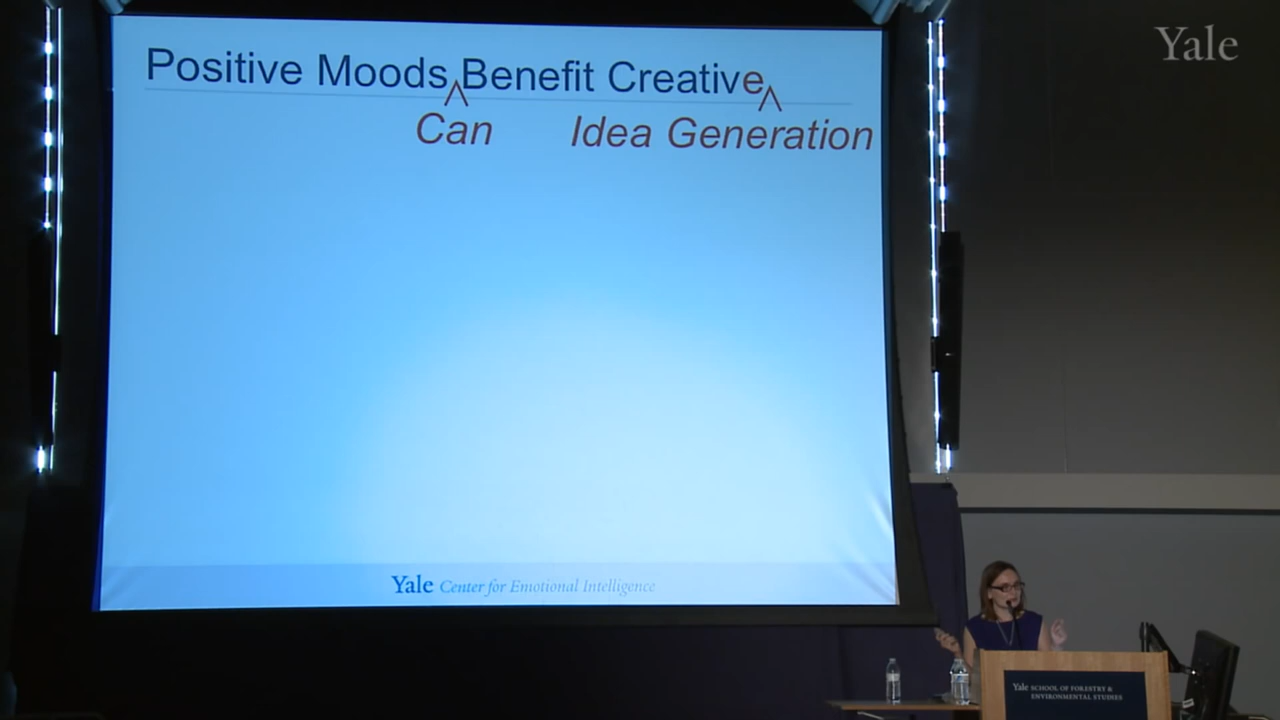 Yale
Positive Moods Benefit Creative
Can Idea Generation
Yale Center for Emotional Intelligence
Yale SCHOOL OF FORESTRY &
ENVIRONMENTAL STUDIES